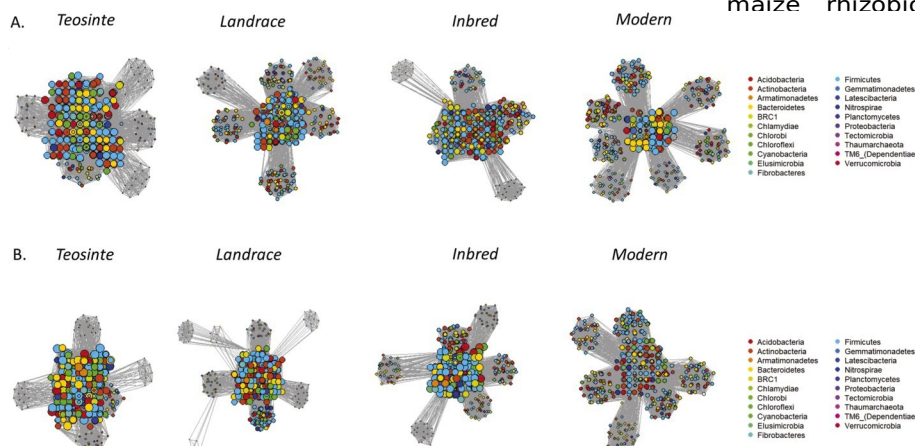 maize rhizobio
A. Teosinte Landrace Inbred Modern
Acidobacteria Firmicutes
Actinobacteria Gemmatimonadetes
Armatimonadetes Latescibacteria
Bacteroidetes Nitrospirae
BRC1 Planctomycetes
Chlamydiae Proteobacteria
Chlorobi Tectomicrobia
Chloroflexi Thaumarchaeota
Cyanobacteria TM6_(Dependentiae
Elusimicrobia Verrucomicrobia
Fibrobacteres
B. Teosinte Landrace Inbred Modern
Acidobacteria Firmicutes
Actinobacteria Gemmatimonadetes
Armatimonadetes Latescibacteria
Bacteroidetes Nitrospirae
BRC1 Planctomycetes
Chlamydiae Proteobacteria
Chlorobi Tectomicrobia
Chloroflexi Thaumarchaeota
Cyanobacteria TM6_(Dependentiae
Elusimicrobia Verrucomicrobia
Fibrobacteres